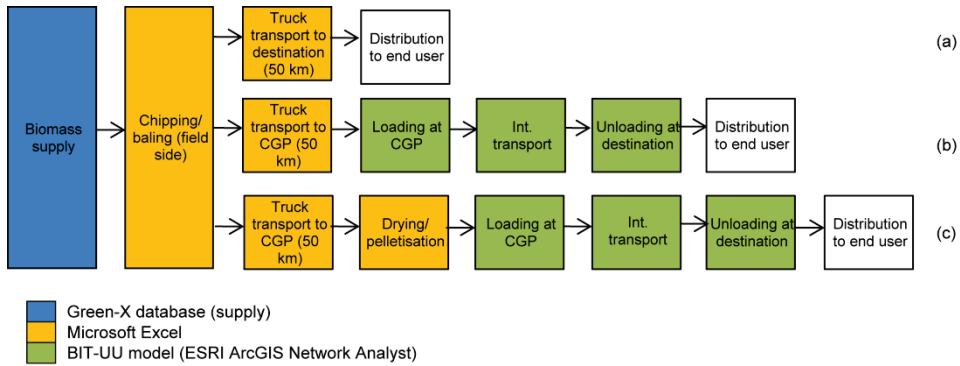 Biomass
supply
Chipping/
baling (field
side)
Truck
transport to
destination (50 km)
Distribution
to end user
(a)
Truck
transport to
CGP (50 km)
Loading at
CGP
Int.
transport
Unloading at
destination
Distribution
to end user
(b)
Truck
transport to
CGP (50
km)
Drying/
pelletisation
Loading at
CGP
Int.
transport
Unloading at
destination
Distribution
to end user
(c)
Green-X database (supply)
Microsoft Excel
BIT-UU model (ESRI ArcGIS Network Analyst)